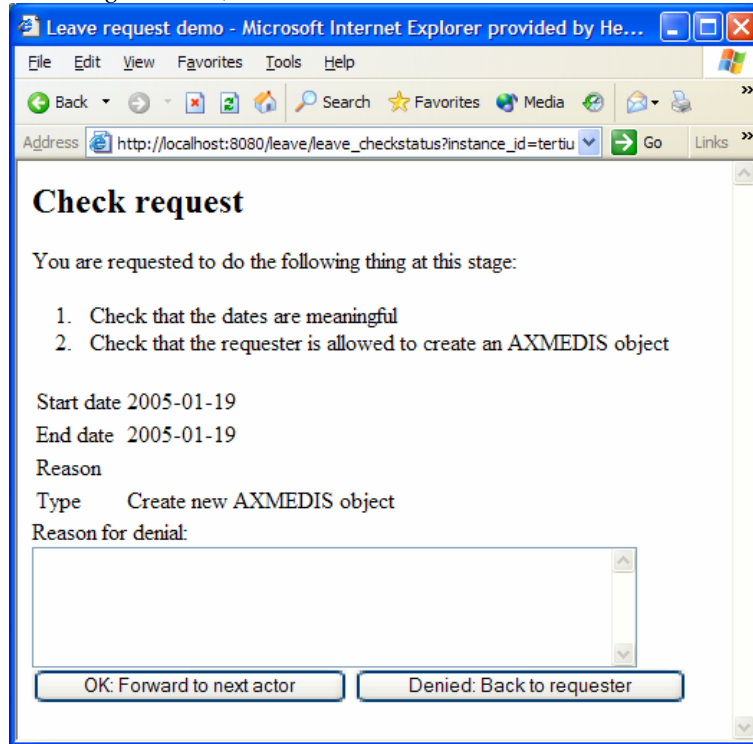 Leave request demo - Microsoft Internet Explorer provided by He...
File Edit View Favorites Tools Help
Back Search Favorites Media »
Address http://localhost:8080/leave/leave_checkstatus?instance_id=tertiu Go Links »
Check request
You are requested to do the following thing at this stage:
1. Check that the dates are meaningful
2. Check that the requester is allowed to create an AXMEDIS object
Start date 2005-01-19
End date 2005-01-19
Reason
Type Create new AXMEDIS object
Reason for denial:
OK: Forward to next actor Denied: Back to requester